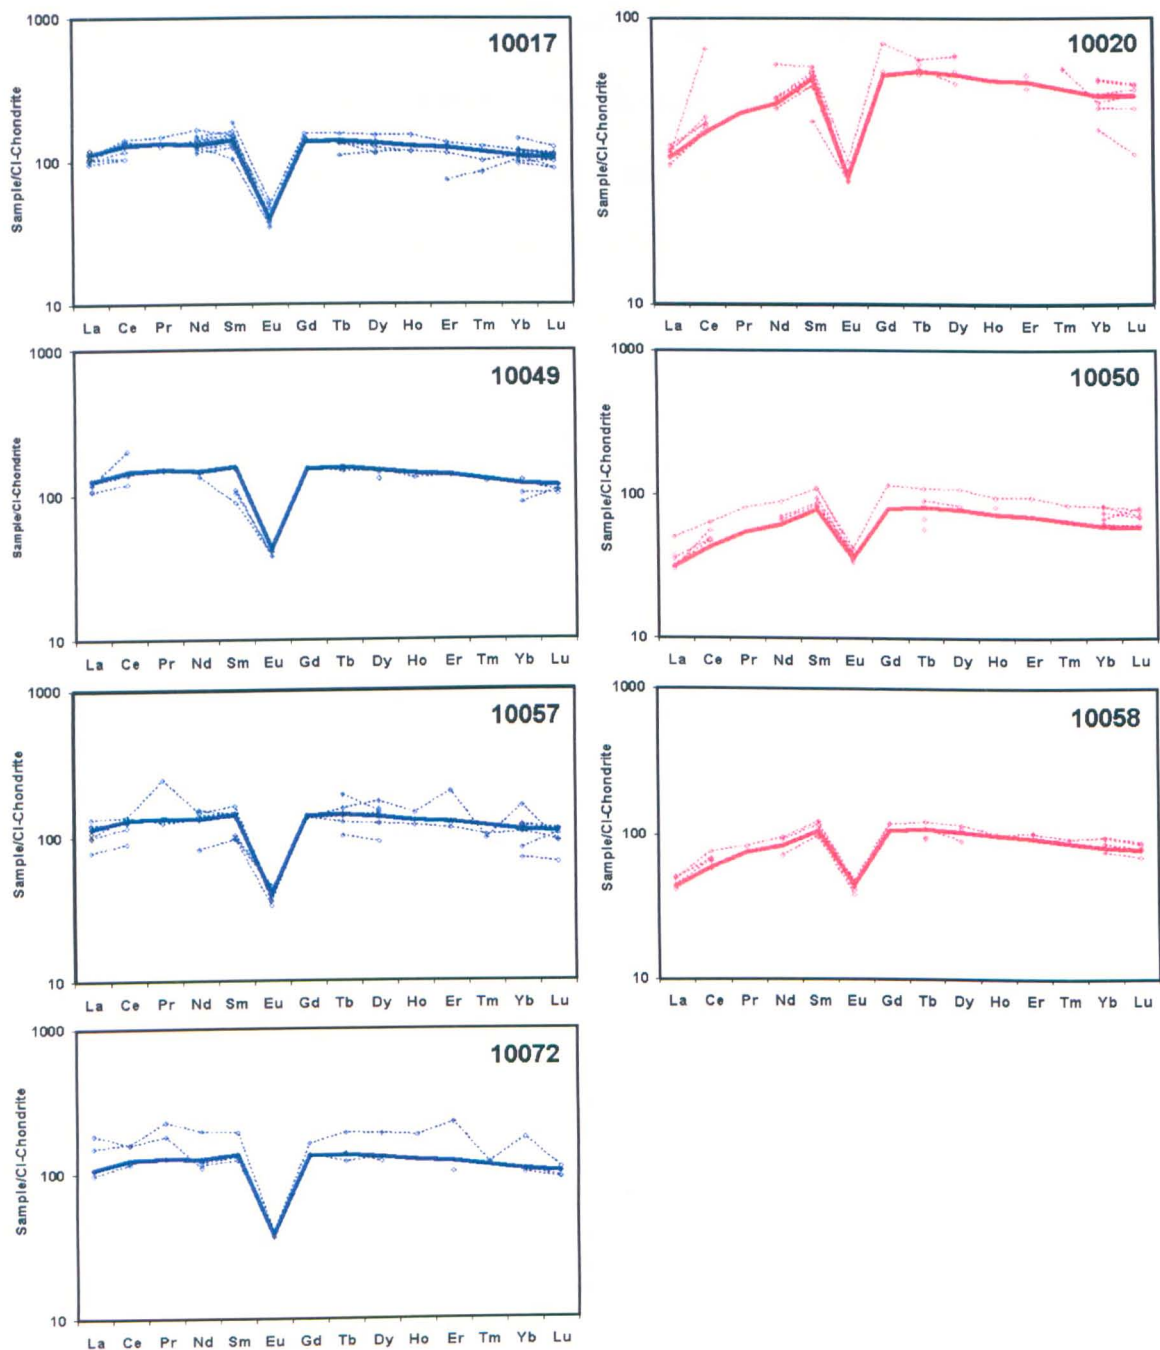 1000
10017
100
10
Sample/CI-Chondrite
La Ce Pr Nd Sm Eu Gd Tb Dy Ho Er Tm Yb Lu
100
10020
10
Sample/CI-Chondrite
La Ce Pr Nd Sm Eu Gd Tb Dy Ho Er Tm Yb Lu
1000
10049
100
10
Sample/CI-Chondrite
La Ce Pr Nd Sm Eu Gd Tb Dy Ho Er Tm Yb Lu
1000
10050
100
10
Sample/CI-Chondrite
La Ce Pr Nd Sm Eu Gd Tb Dy Ho Er Tm Yb Lu
1000
10057
100
10
Sample/CI-Chondrite
La Ce Pr Nd Sm Eu Gd Tb Dy Ho Er Tm Yb Lu
1000
10058
100
10
Sample/CI-Chondrite
La Ce Pr Nd Sm Eu Gd Tb Dy Ho Er Tm Yb Lu
1000
10072
100
10
Sample/CI-Chondrite
La Ce Pr Nd Sm Eu Gd Tb Dy Ho Er Tm Yb Lu